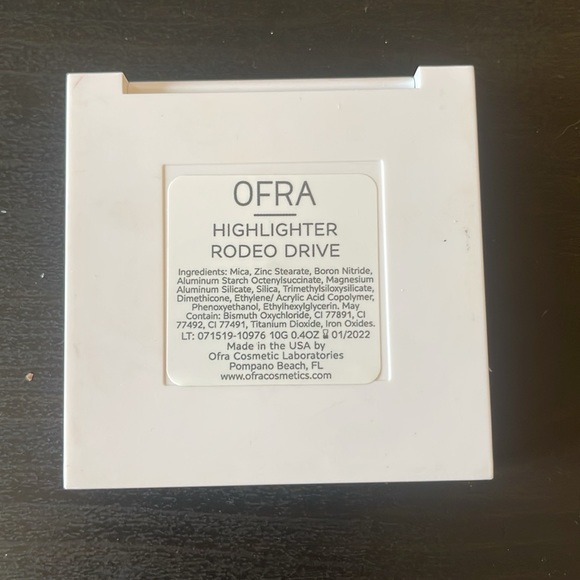 OFRA
HIGHLIGHTER
RODEO DRIVE
Ingredients: Mica, Zinc Stearate, Boron Nitride,
Aluminum Starch Octenylsuccinate, Magnesium
Aluminum Silicate, Silica, Trimethylsiloxysilicate,
Dimethicone, Ethylene/ Acrylic Acid Copolymer,
Phenoxyethanol, Ethylhexylglycerin. May
Contain: Bismuth Oxychloride, CI 77891, CI
77492, CI 77491, Titanium Dioxide, Iron Oxides.
LT: 071519-10976 10G 0.4OZ ⌛ 01/2022
Made in the USA by
Ofra Cosmetic Laboratories
Pompano Beach, FL
www.ofracosmetics.com